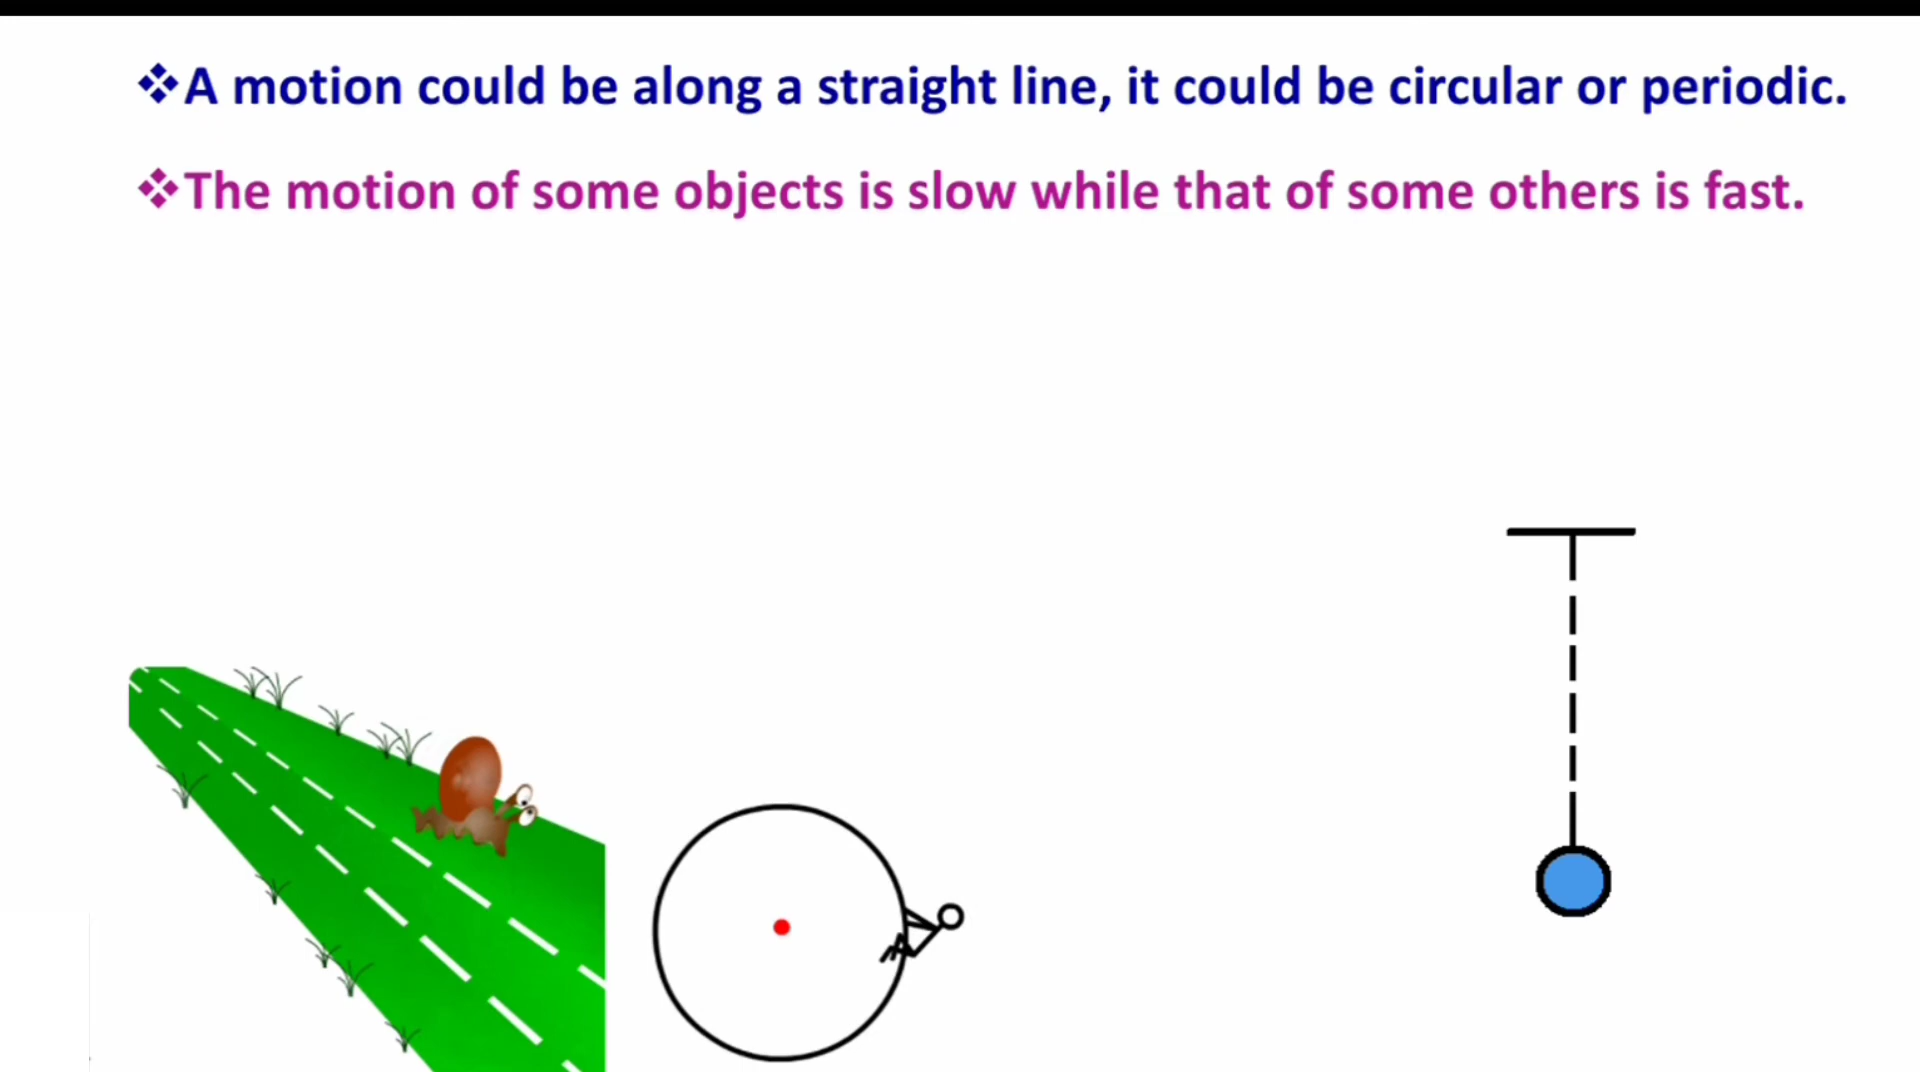 ❖A motion could be along a straight line, it could be circular or periodic.
❖The motion of some objects is slow while that of some others is fast.